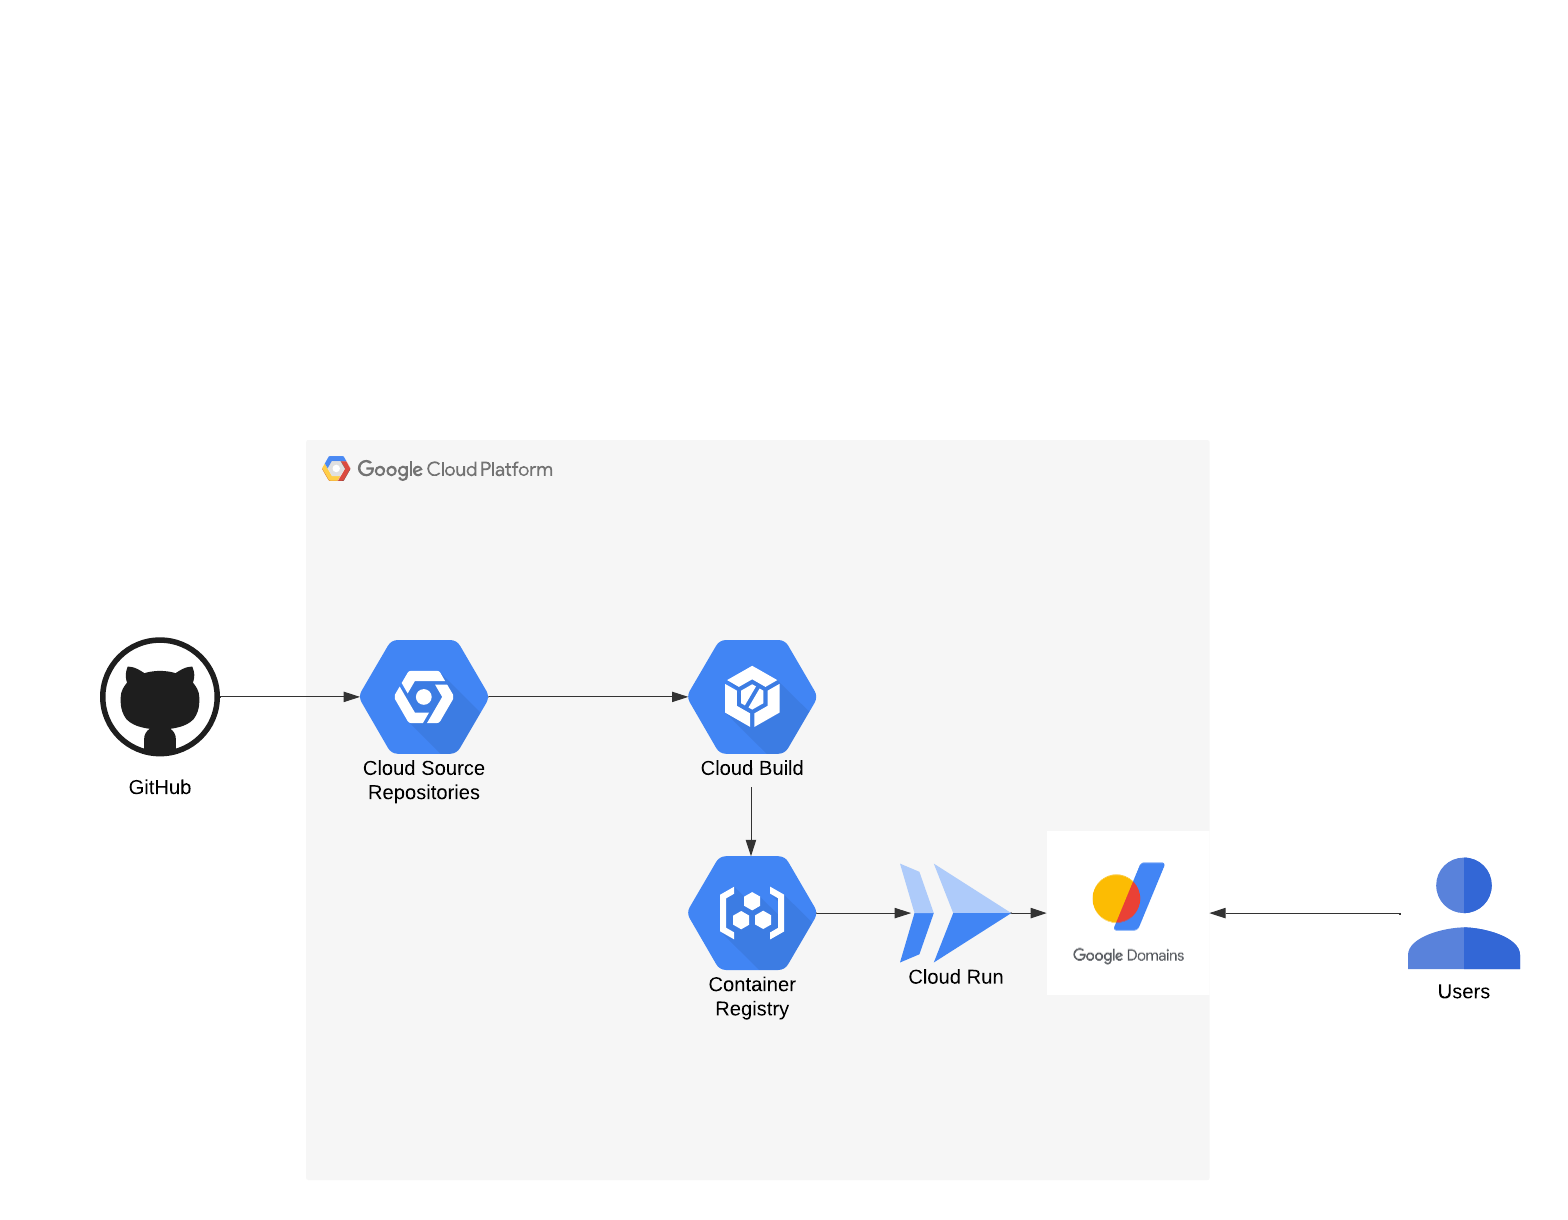 Google Cloud Platform
GitHub
Cloud Source
Repositories
Cloud Build
Container
Registry
Cloud Run
Google Domains
Users